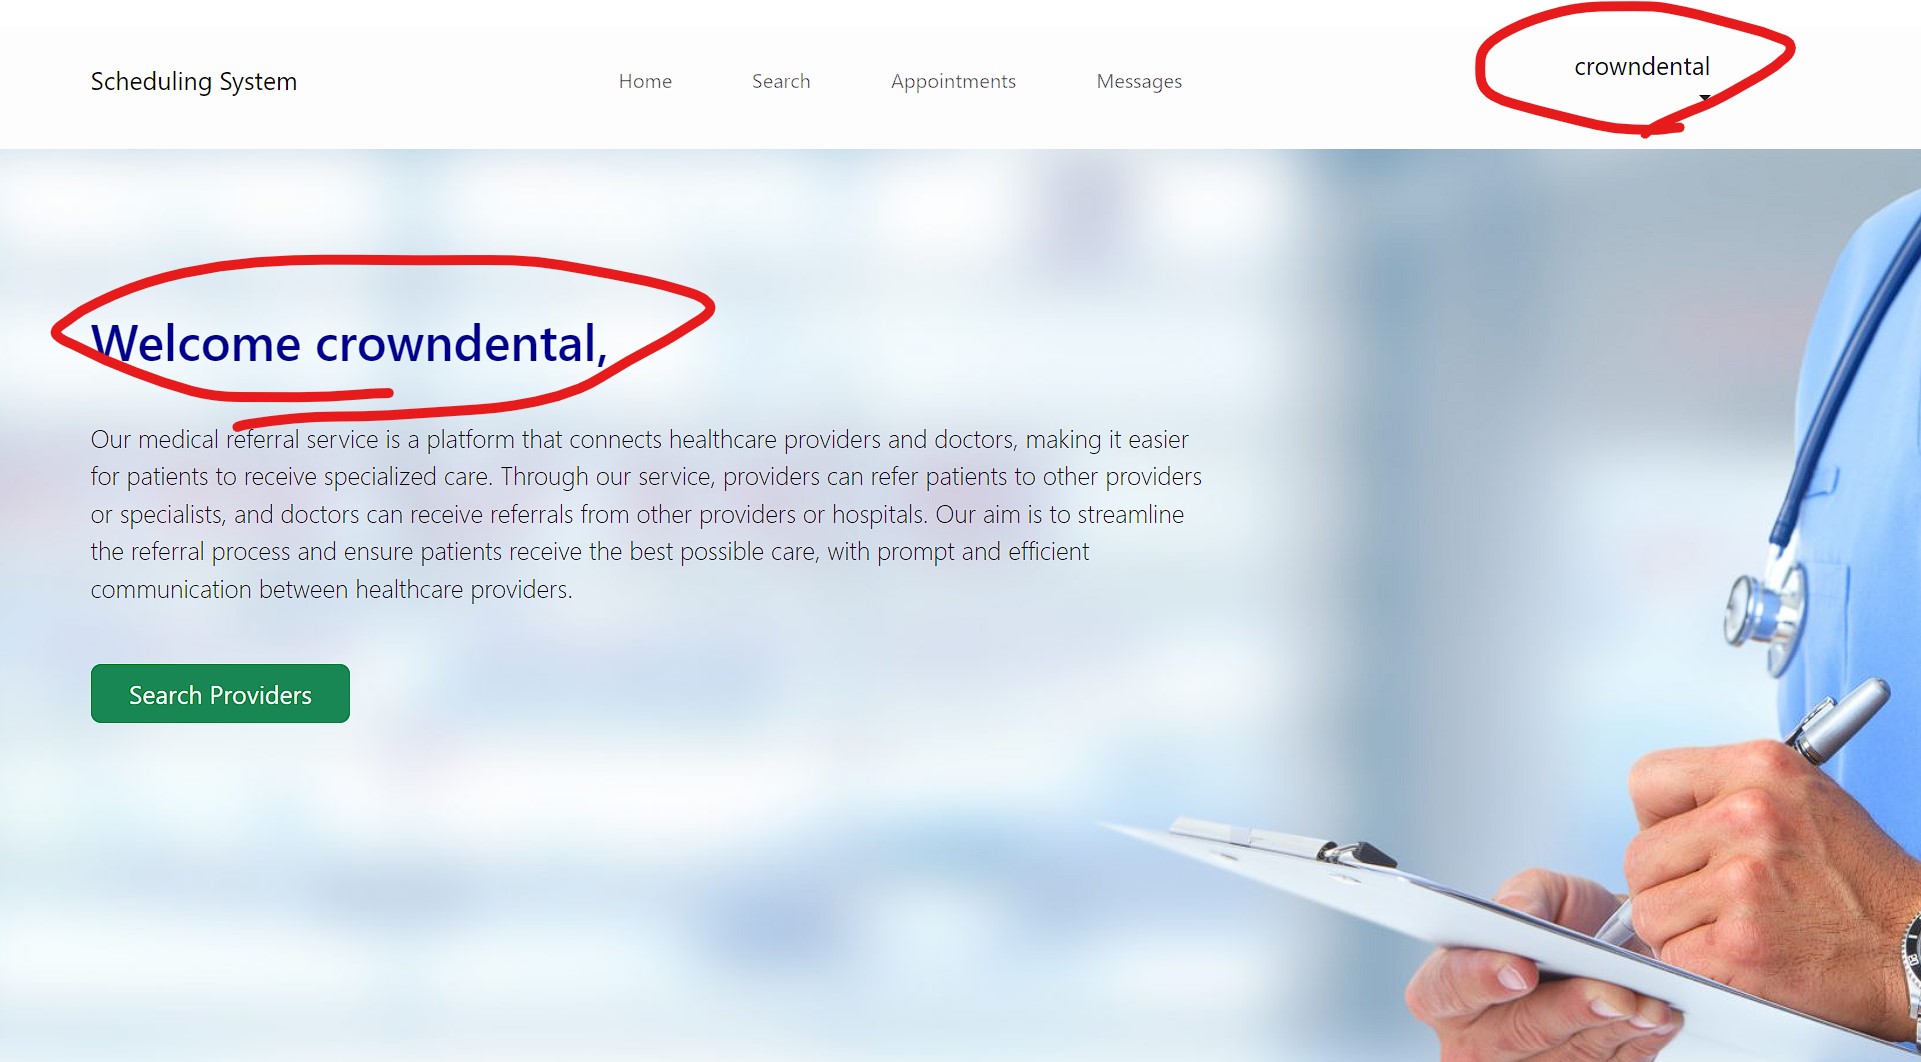 Scheduling System
Home
Search
Appointments
Messages
crowndental
Welcome crowndental,
Our medical referral service is a platform that connects healthcare providers and doctors, making it easier
for patients to receive specialized care. Through our service, providers can refer patients to other providers
or specialists, and doctors can receive referrals from other providers or hospitals. Our aim is to streamline
the referral process and ensure patients receive the best possible care, with prompt and efficient
communication between healthcare providers.
Search Providers